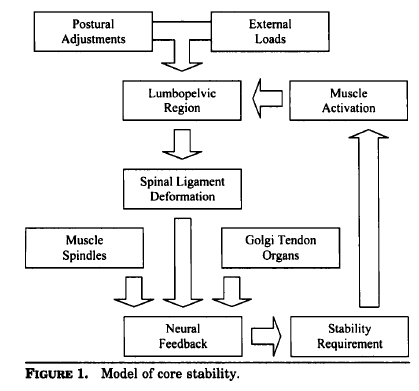 Postural
Adjustments
External
Loads
Lumbopelvic
Region
Muscle
Activation
Spinal Ligament
Deformation
Muscle
Spindles
Golgi Tendon
Organs
Neural
Feedback
Stability
Requirement
FIGURE 1. Model of core stability.